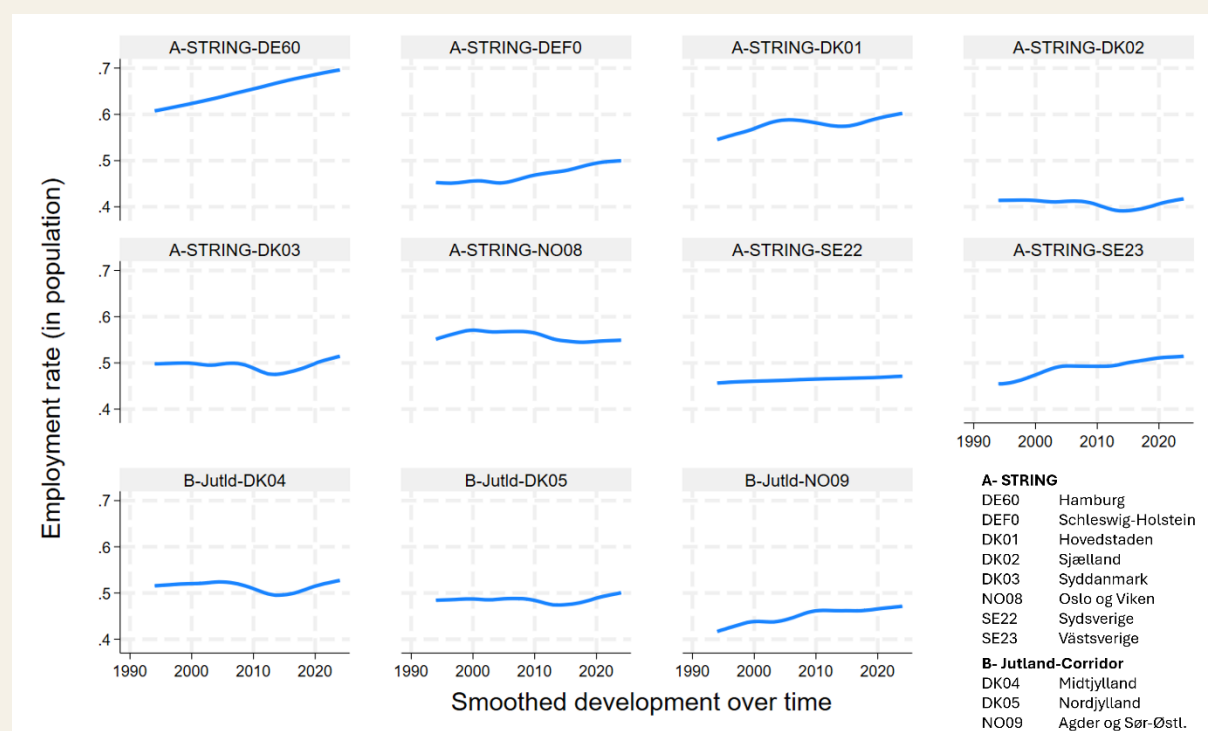 A-STRING-DE60 A-STRING-DEF0 A-STRING-DK01 A-STRING-DK02
.7
.6
.5
.4
A-STRING-DK03 A-STRING-NO08 A-STRING-SE22 A-STRING-SE23
.7
.6
.5
.4
1990 2000 2010 2020
B-Jutld-DK04 B-Jutld-DK05 B-Jutld-NO09
.7
.6
.5
.4
1990 2000 2010 2020 1990 2000 2010 2020 1990 2000 2010 2020
Employment rate (in population)
Smoothed development over time
A- STRING
DE60 Hamburg
DEF0 Schleswig-Holstein
DK01 Hovedstaden
DK02 Sjælland
DK03 Syddanmark
NO08 Oslo og Viken
SE22 Sydsverige
SE23 Västsverige
B- Jutland-Corridor
DK04 Midtjylland
DK05 Nordjylland
NO09 Agder og Sør-Østl.